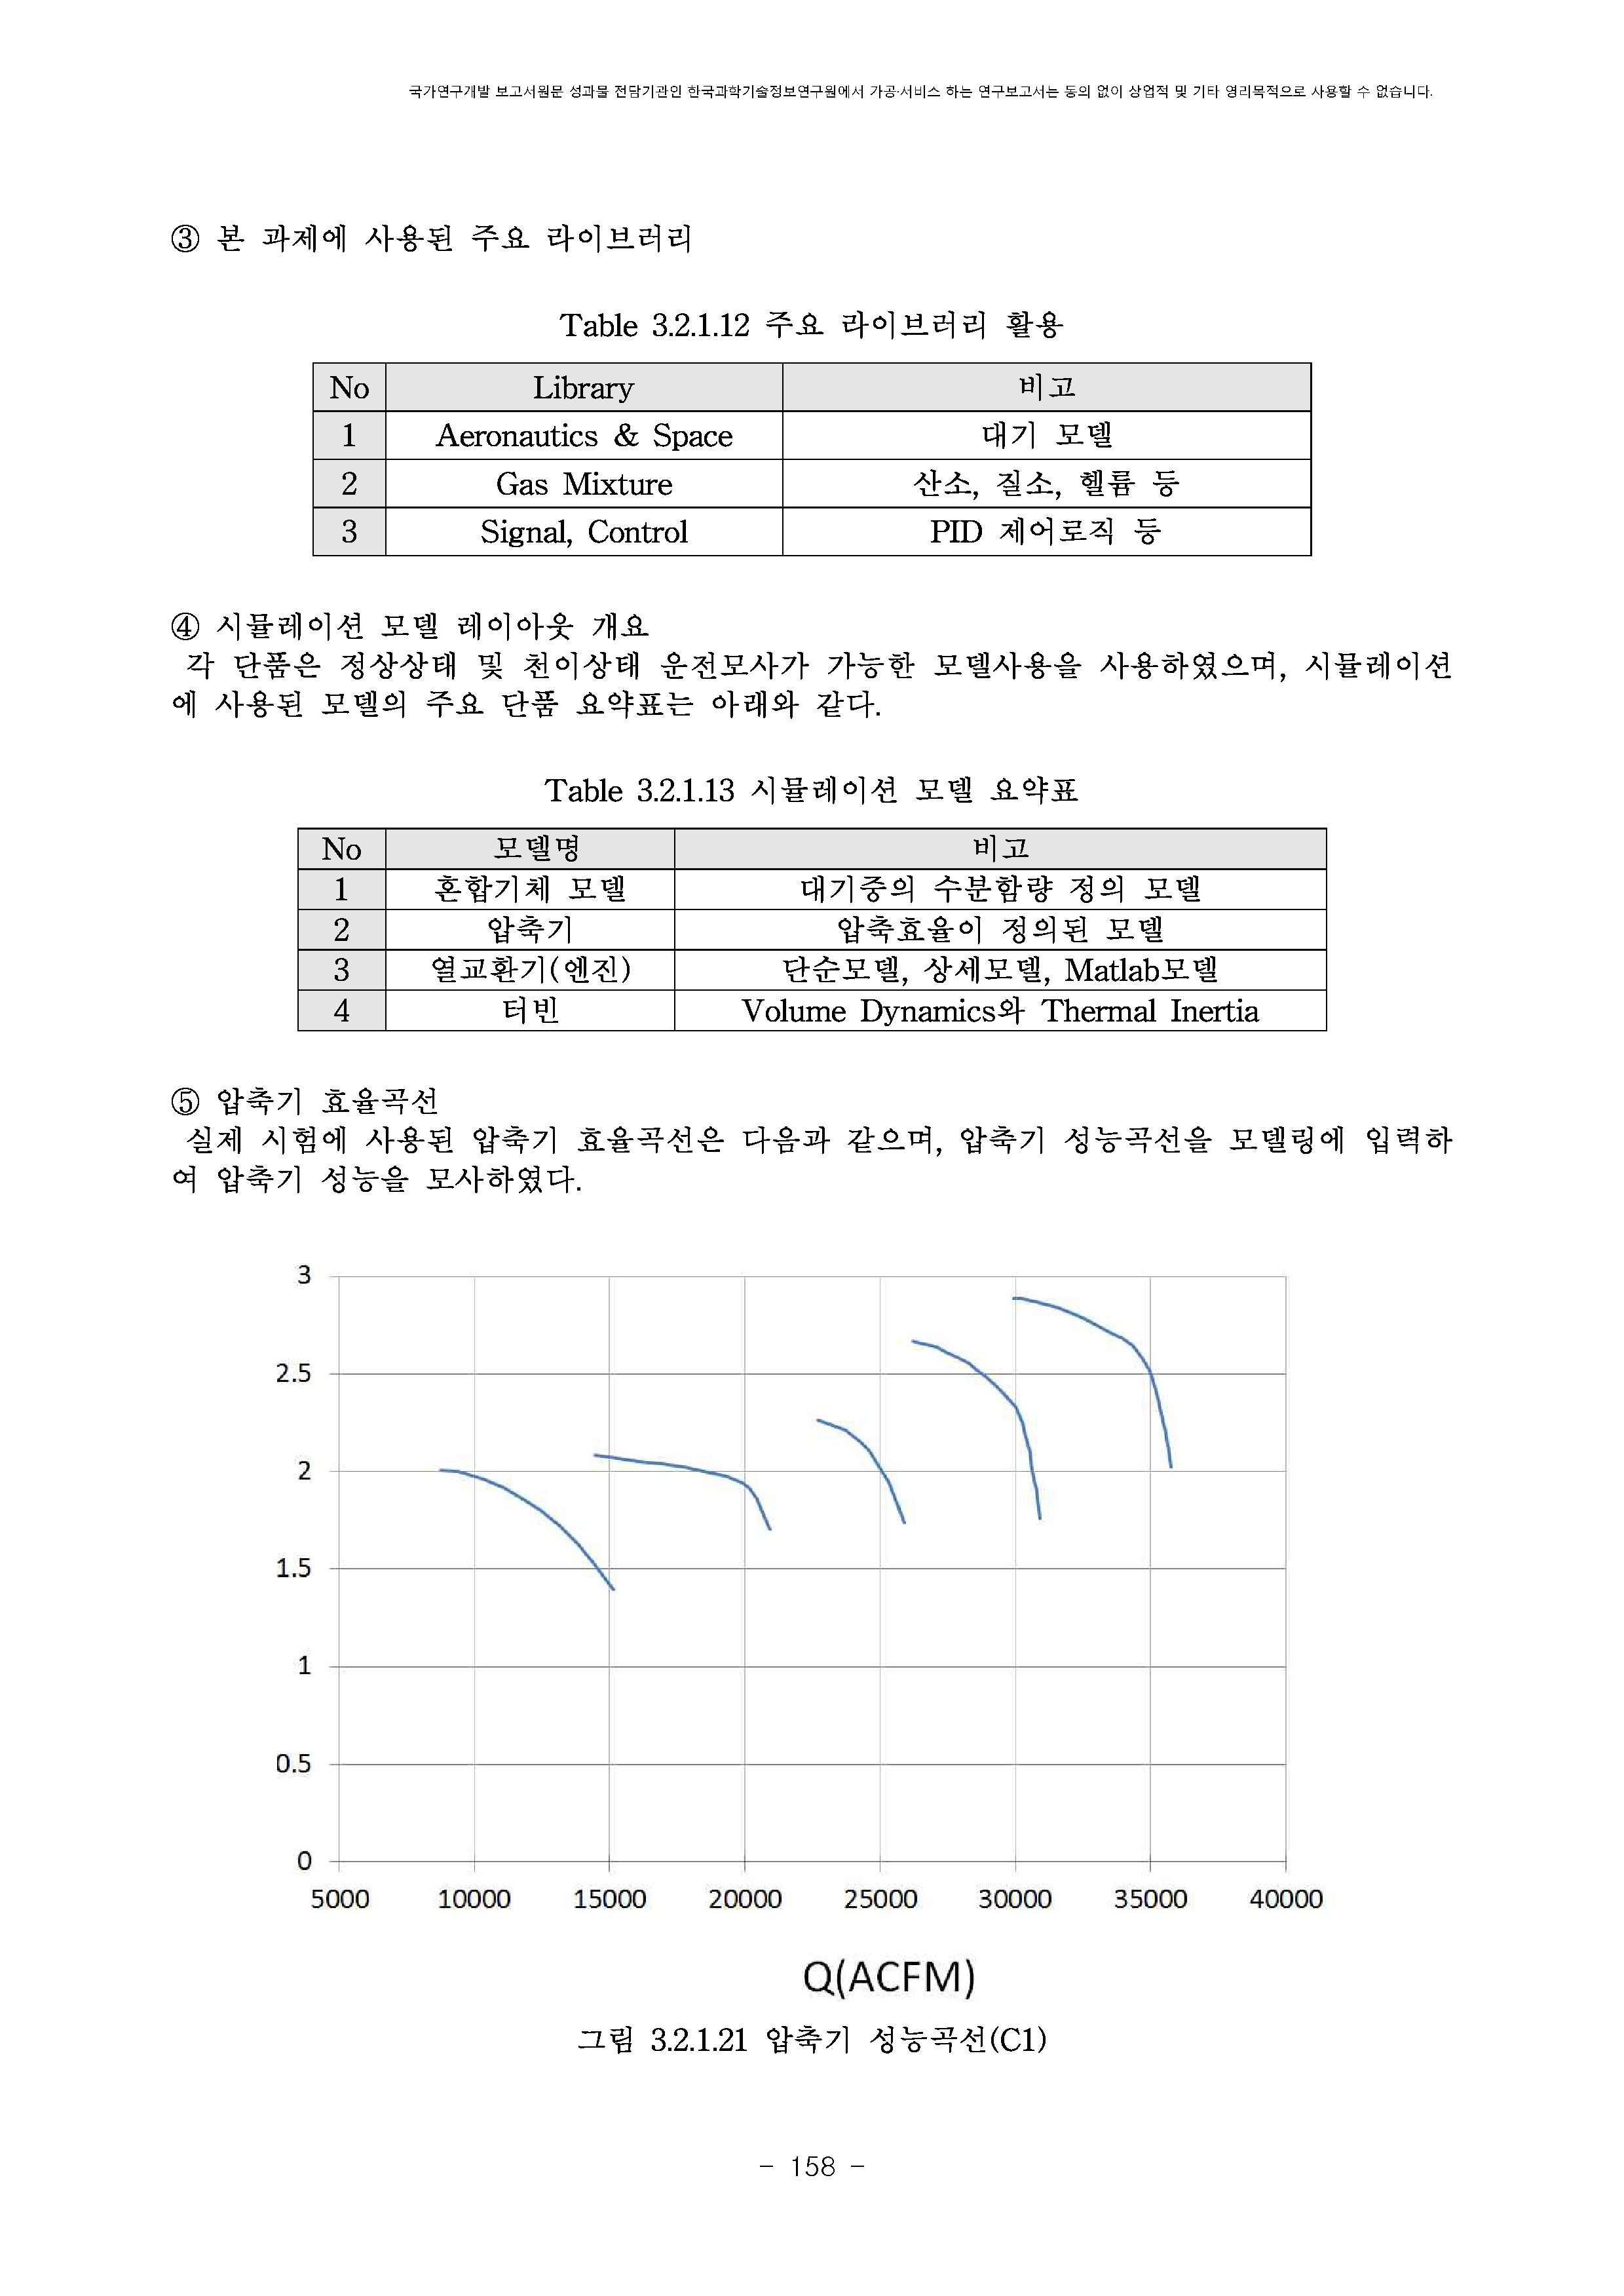 국가연구개발 보고서원문 성과물 전담기관인 한국과학기술정보연구원에서 가공·서비스 하는 연구보고서는 동의 없이 상업적 및 기타 영리목적으로 사용할 수 없습니다.
③ 본 과제에 사용된 주요 라이브러리
Table 3.2.1.12 주요 라이브러리 활용
No Library 비고
1 Aeronautics & Space 대기 모델
2 Gas Mixture 산소, 질소, 헬륨 등
3 Signal, Control PID 제어로직 등
④ 시뮬레이션 모델 레이아웃 개요
각 단품은 정상상태 및 천이상태 운전모사가 가능한 모델사용을 사용하였으며, 시뮬레이션
에 사용된 모델의 주요 단품 요약표는 아래와 같다.
Table 3.2.1.13 시뮬레이션 모델 요약표
No 모델명 비고
1 혼합기체 모델 대기중의 수분함량 정의 모델
2 압축기 압축효율이 정의된 모델
3 열교환기(엔진) 단순모델, 상세모델, Matlab모델
4 터빈 Volume Dynamics와 Thermal Inertia
⑤ 압축기 효율곡선
실제 시험에 사용된 압축기 효율곡선은 다음과 같으며, 압축기 성능곡선을 모델링에 입력하
여 압축기 성능을 모사하였다.
3
2.5
2
1.5
1
0.5
0
5000 10000 15000 20000 25000 30000 35000 40000
Q(ACFM)
그림 3.2.1.21 압축기 성능곡선(C1)
- 158 -